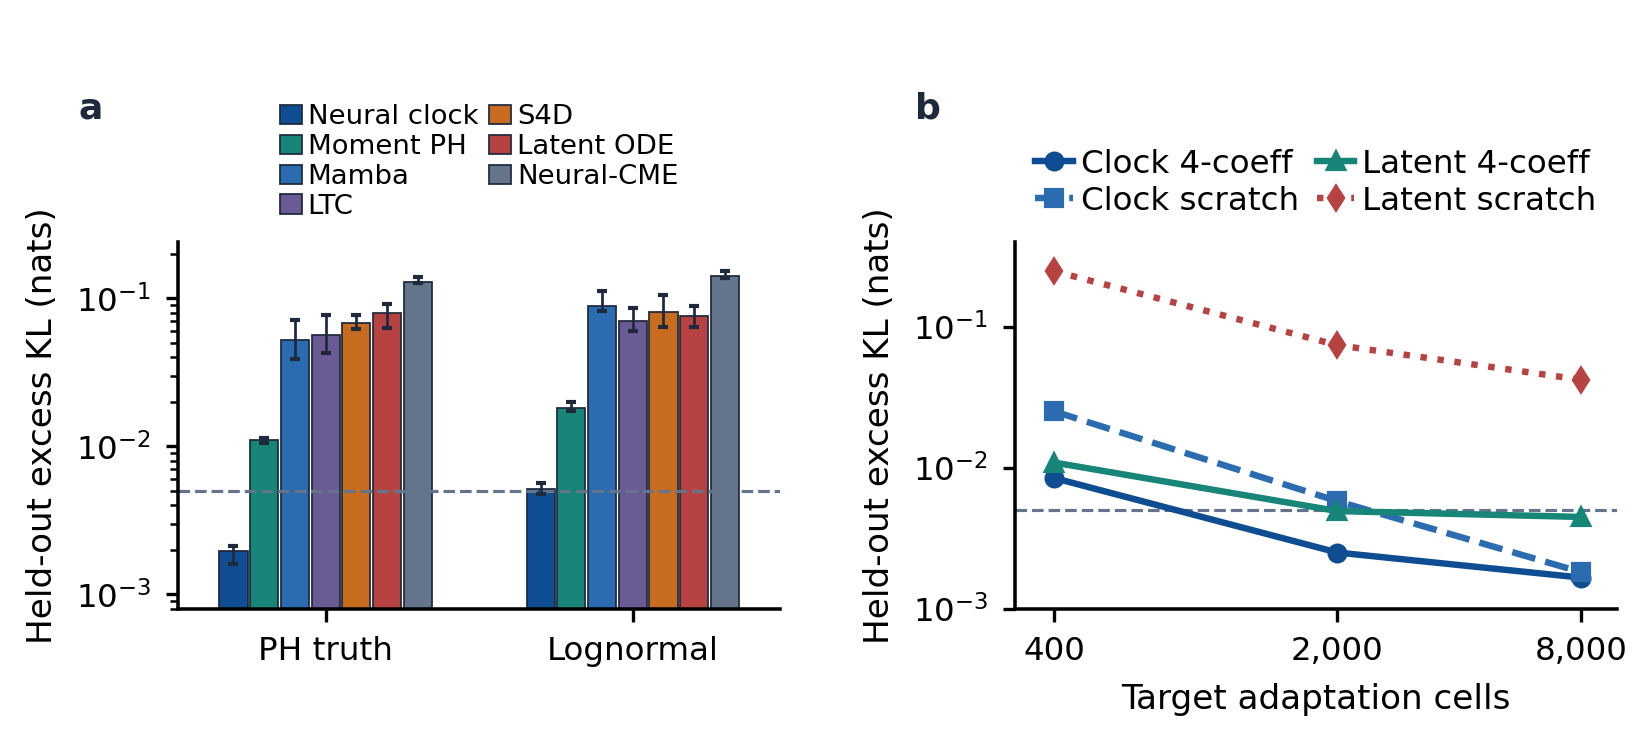 a
Neural clock
Moment PH
Mamba
LTC
S4D
Latent ODE
Neural-CME
Held-out excess KL (nats)
10⁻¹
10⁻²
10⁻³
PH truth
Lognormal
b
Clock 4-coeff
Clock scratch
Latent 4-coeff
Latent scratch
Held-out excess KL (nats)
10⁻¹
10⁻²
10⁻³
400
2,000
8,000
Target adaptation cells